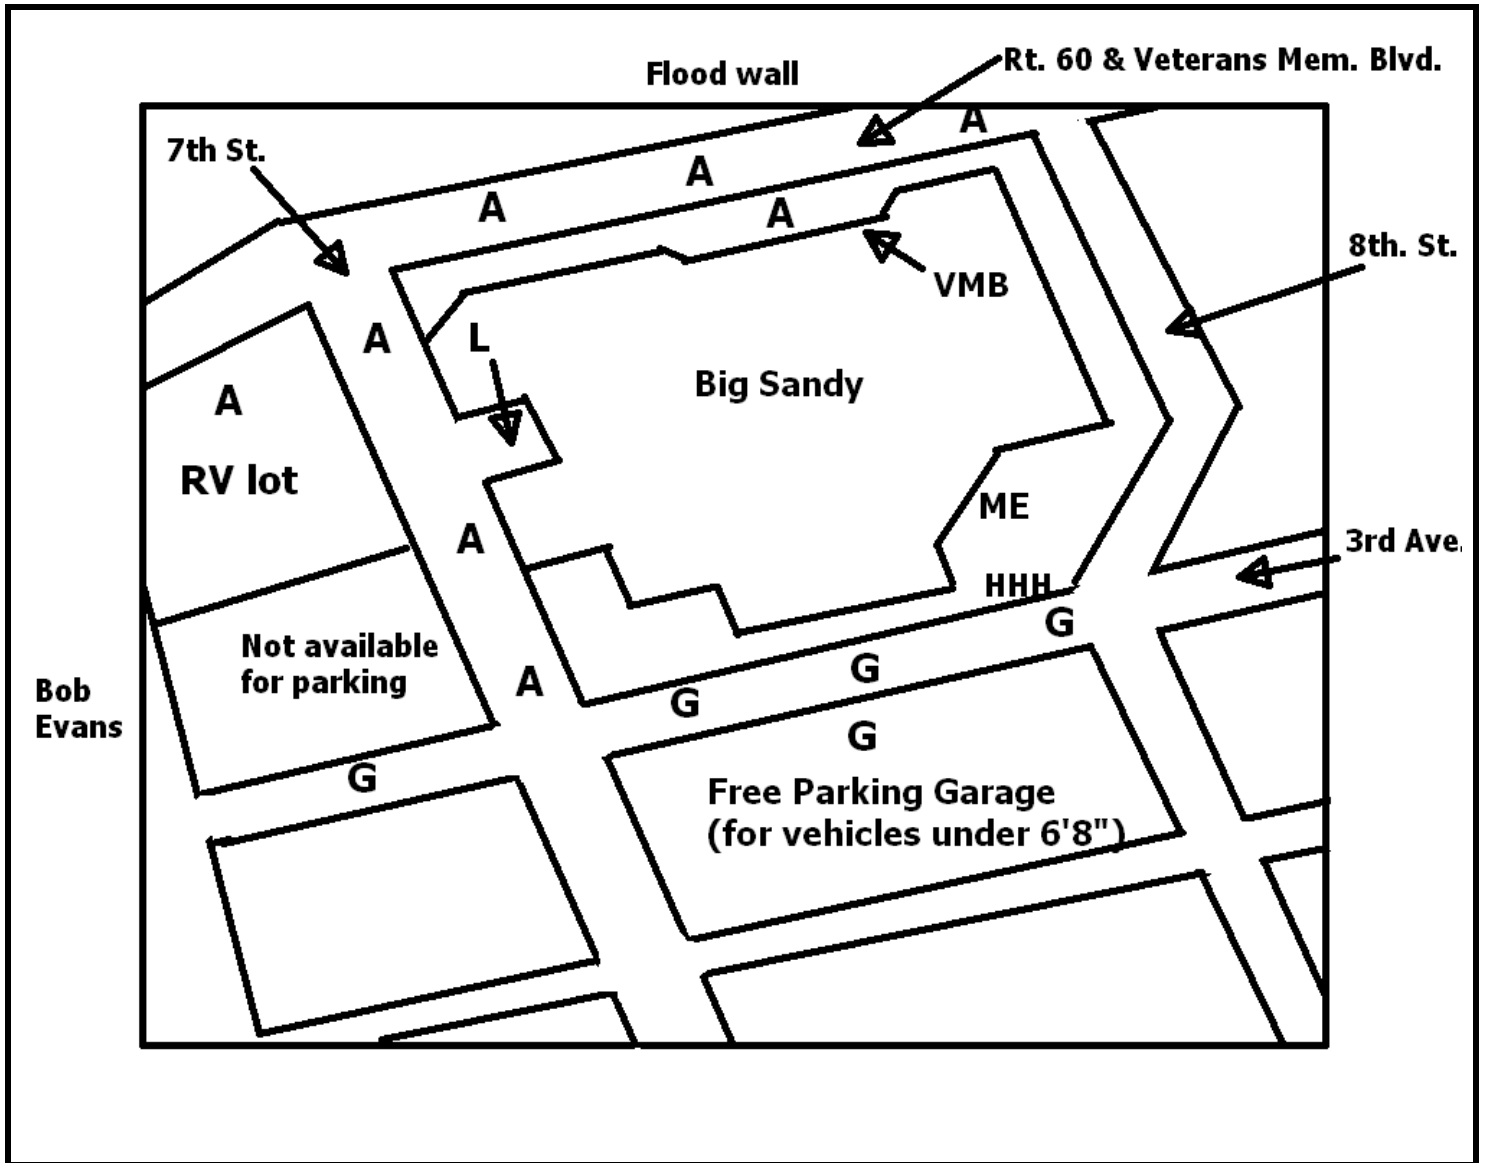 Rt. 60 & Veterans Mem. Blvd.
Flood wall
A
7th St.
A
A
A
8th. St.
VMB
A
L
Big Sandy
A
RV lot
ME
A
3rd Ave.
HHH
G
Not available
for parking
A
G
G
Bob
Evans
G
G
Free Parking Garage
(for vehicles under 6'8")